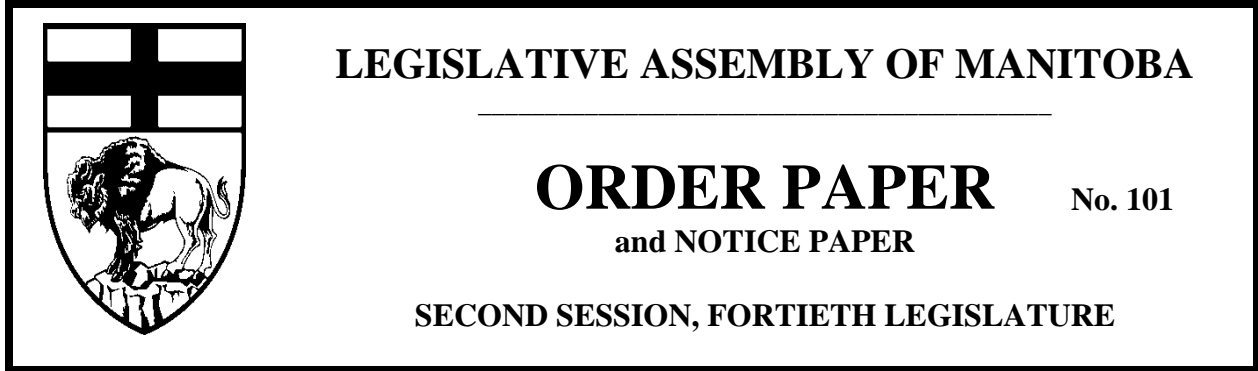 LEGISLATIVE ASSEMBLY OF MANITOBA
ORDER PAPER No. 101
and NOTICE PAPER
SECOND SESSION, FORTIETH LEGISLATURE